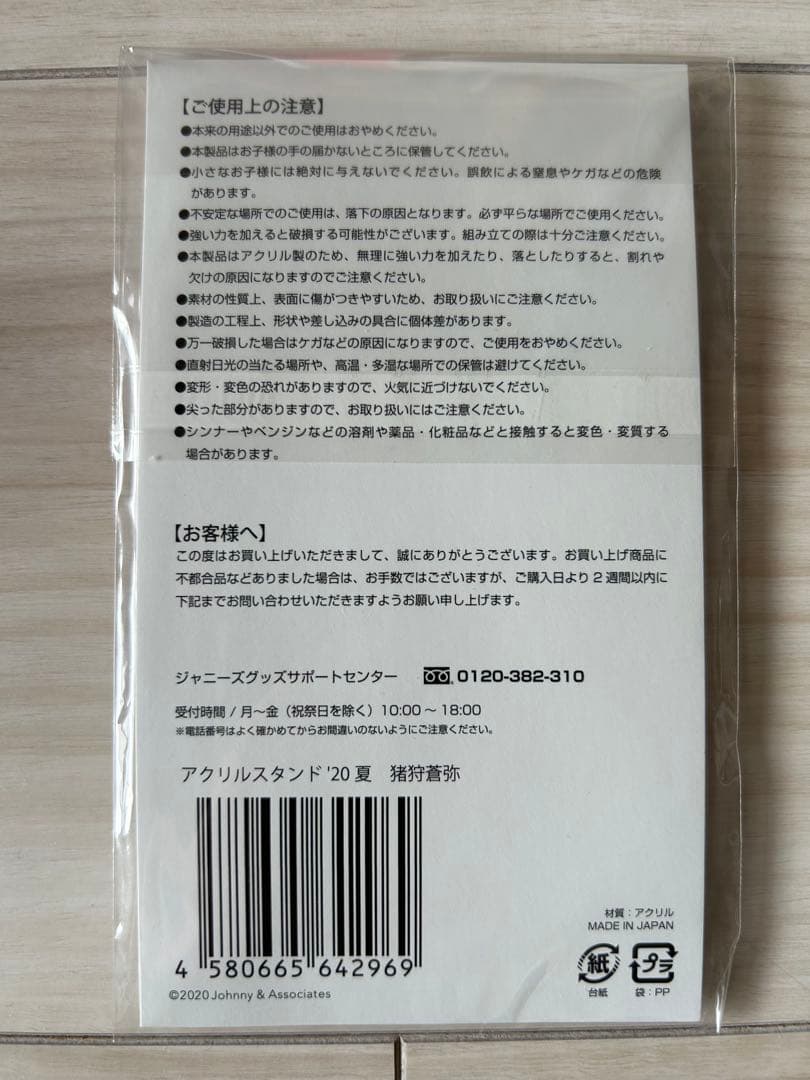 【ご使用上の注意】
●本来の用途以外でのご使用はおやめください。
●本製品はお子様の手の届かないところに保管してください。
●小さなお子様には絶対に与えないでください。誤飲による窒息やケガなどの危険
があります。
●不安定な場所でのご使用は、落下の原因となります。必ず平らな場所でご使用ください。
●強い力を加えると破損する可能性がございます。組み立ての際は十分ご注意ください。
●本製品はアクリル製のため、無理に強い力を加えたり、落としたりすると、割れや
欠けの原因になりますのでご注意ください。
●素材の性質上、表面に傷がつきやすいため、お取り扱いにご注意ください。
●製造の工程上、形状や差し込みの具合に個体差があります。
●万一破損した場合はケガなどの原因になりますので、ご使用をおやめください。
●直射日光の当たる場所や、高温・多湿な場所での保管は避けてください。
●変形・変色の恐れがありますので、火気に近づけないでください。
●尖った部分がありますので、お取り扱いにはご注意ください。
●シンナーやベンジンなどの溶剤や薬品・化粧品などと接触すると変色・変質する
場合があります。
【お客様へ】
この度はお買い上げいただきまして、誠にありがとうございます。お買い上げ商品に
不都合品などありました場合は、お手数ではございますが、ご購入日より2週間以内に
下記までお問い合わせいただきますようお願い申し上げます。
ジャニーズグッズサポートセンター 0120-382-310
受付時間 / 月〜金（祝祭日を除く）10:00〜18:00
※電話番号はよく確かめてからお間違いのないようにご注意ください。
アクリルスタンド '20 夏 猪狩蒼弥
4 580665 642969
©2020 Johnny & Associates
材質：アクリル
MADE IN JAPAN
紙 プラ
台紙 袋：PP